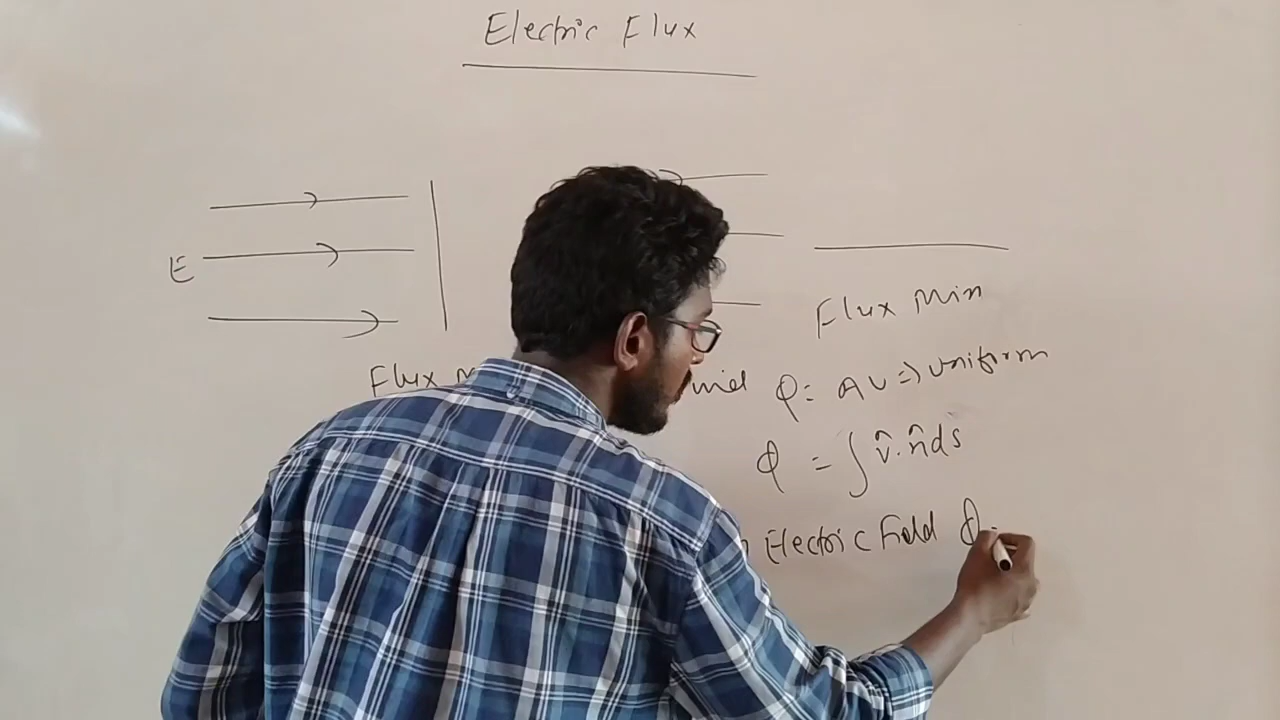 Electric Flux
E
Flux Min
Flux
φ = AV => uniform
φ = ∫ v̂. n̂ ds
Electric Field φ =